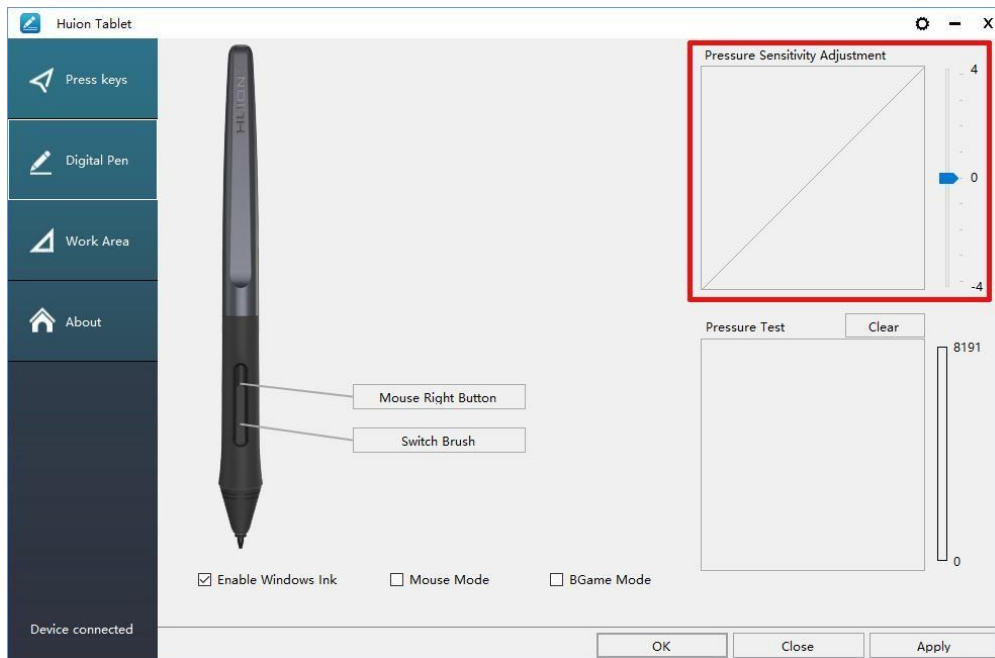 Huion Tablet
X
Press keys
Digital Pen
Work Area
About
Device connected
HUION
Mouse Right Button
Switch Brush
Enable Windows Ink
Mouse Mode
BGame Mode
Pressure Sensitivity Adjustment
4
0
-4
Pressure Test
Clear
8191
0
OK
Close
Apply